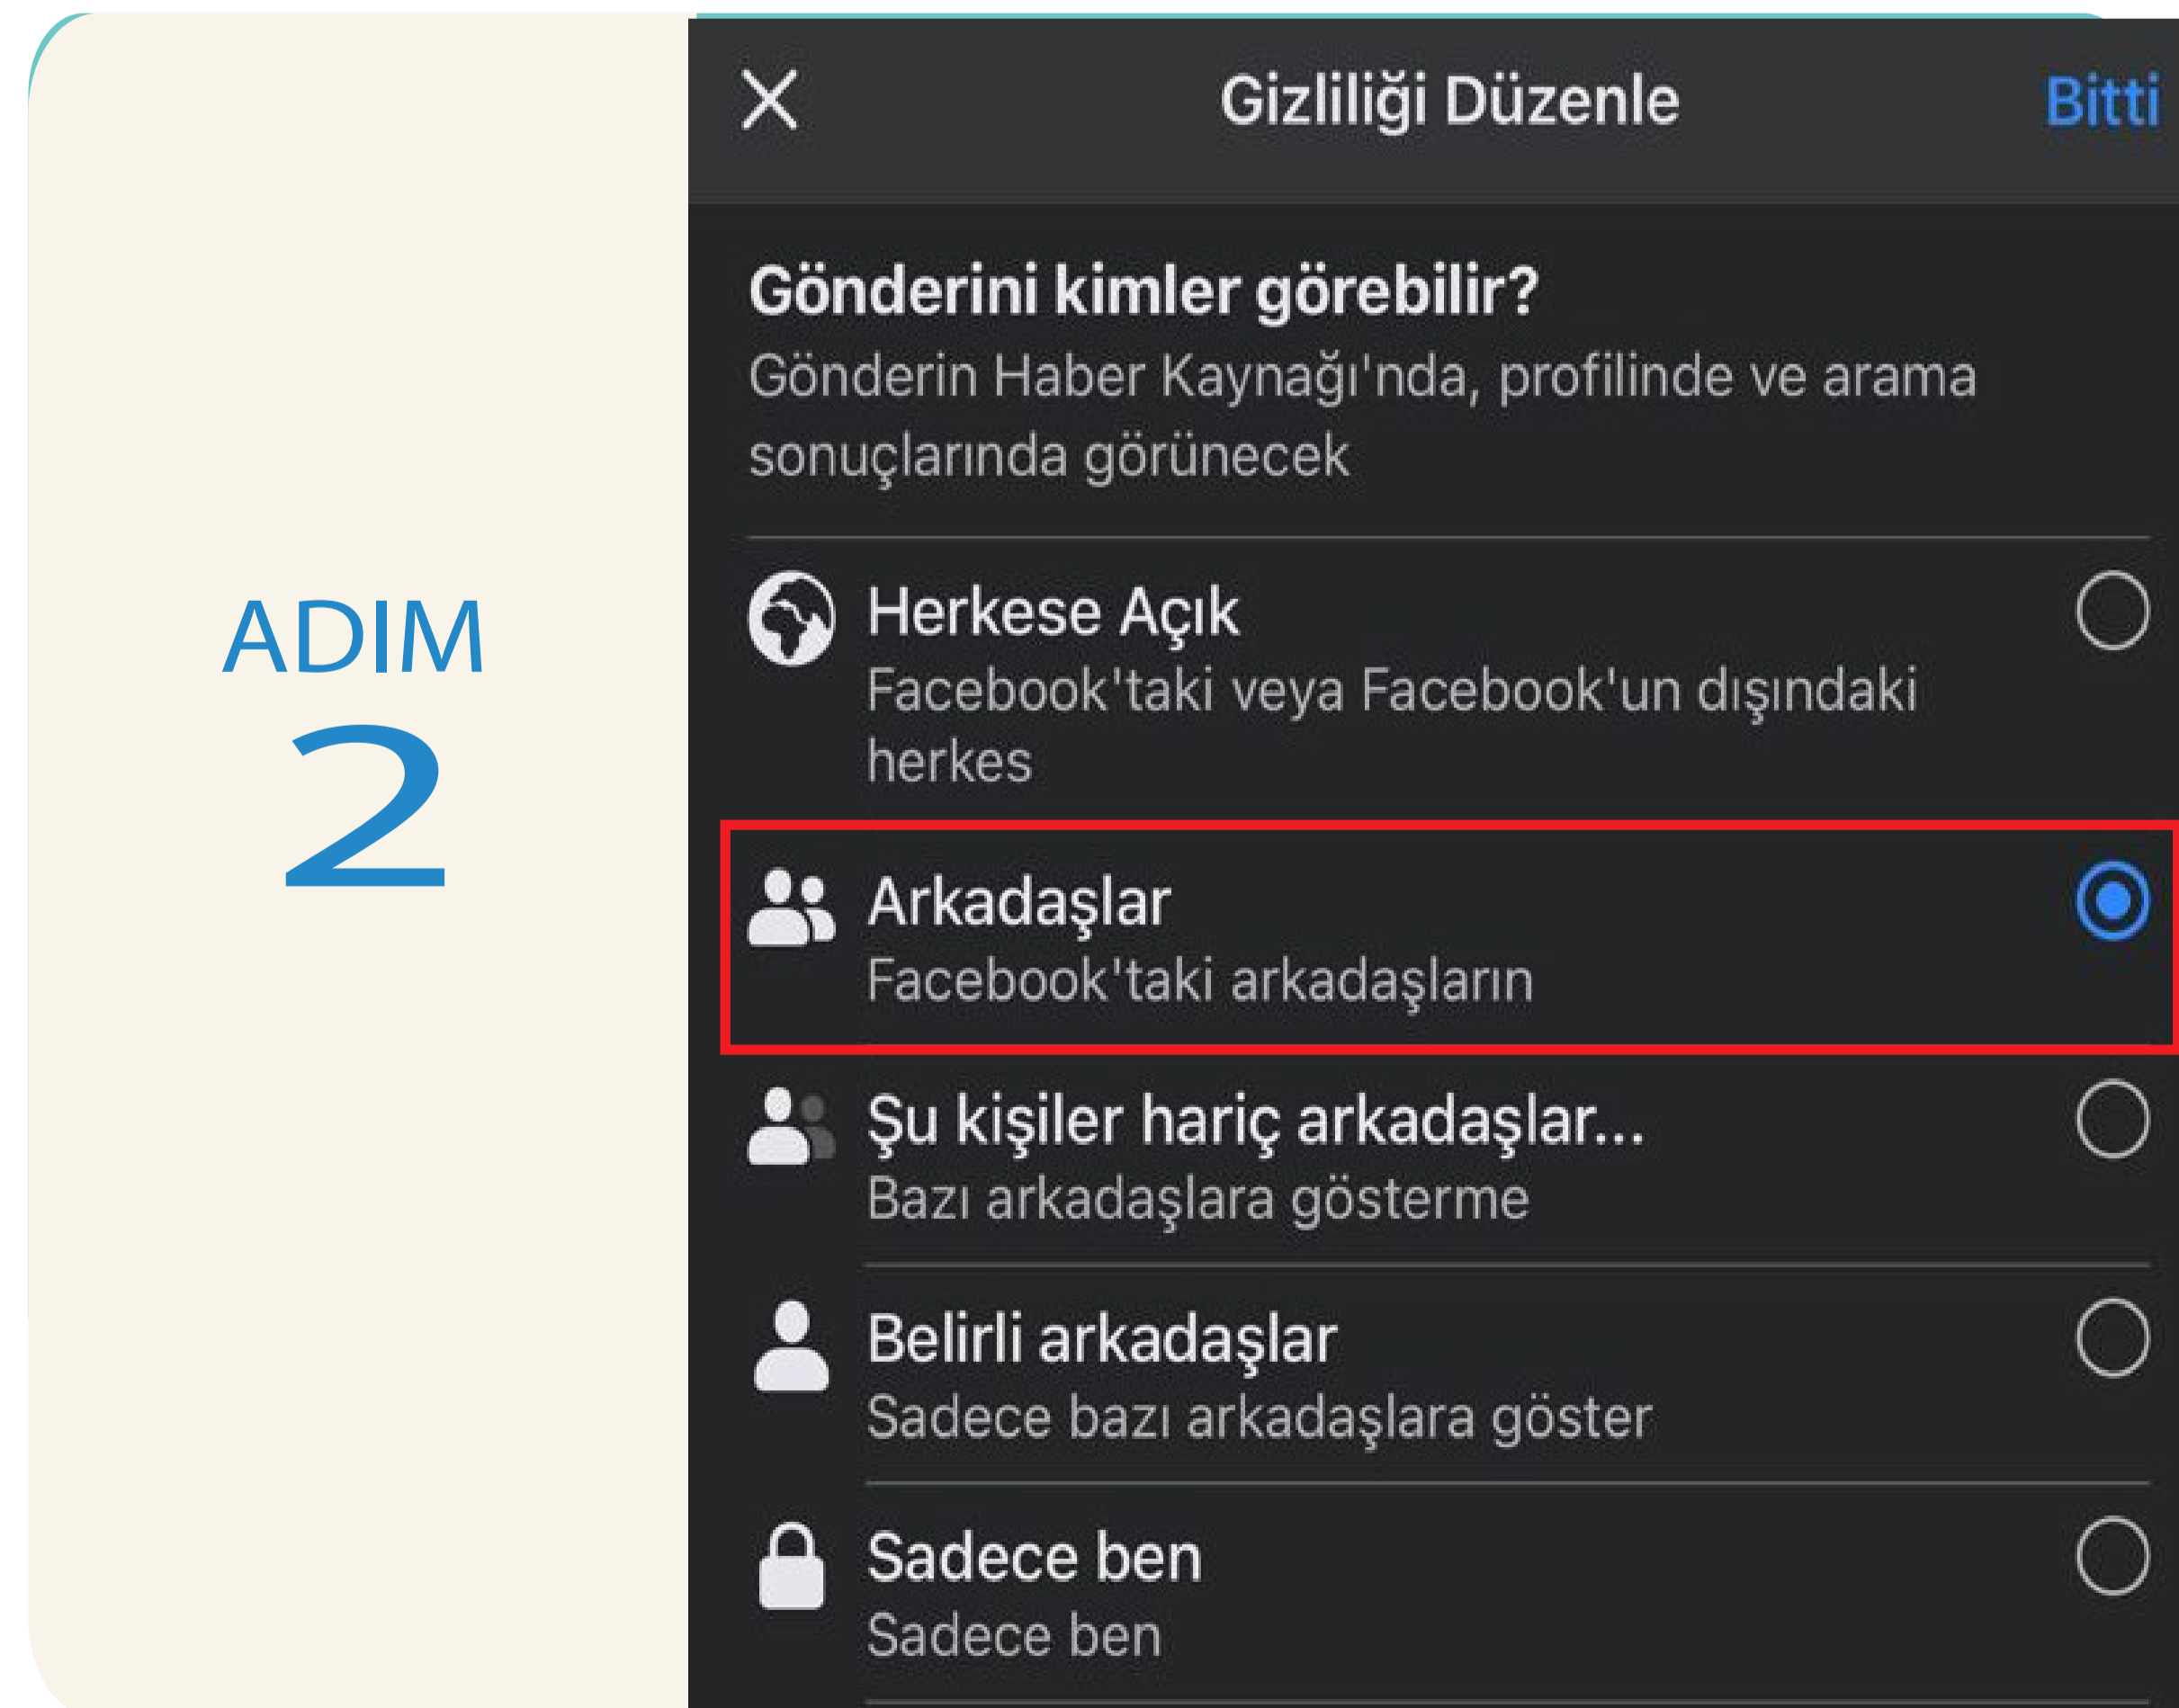 ADIM
2
Gizliliği Düzenle
Bitti
Gönderini kimler görebilir?
Gönderin Haber Kaynağı'nda, profilinde ve arama
sonuçlarında görünecek
Herkese Açık
Facebook'taki veya Facebook'un dışındaki
herkes
Arkadaşlar
Facebook'taki arkadaşların
Şu kişiler hariç arkadaşlar...
Bazı arkadaşlara gösterme
Belirli arkadaşlar
Sadece bazı arkadaşlara göster
Sadece ben
Sadece ben